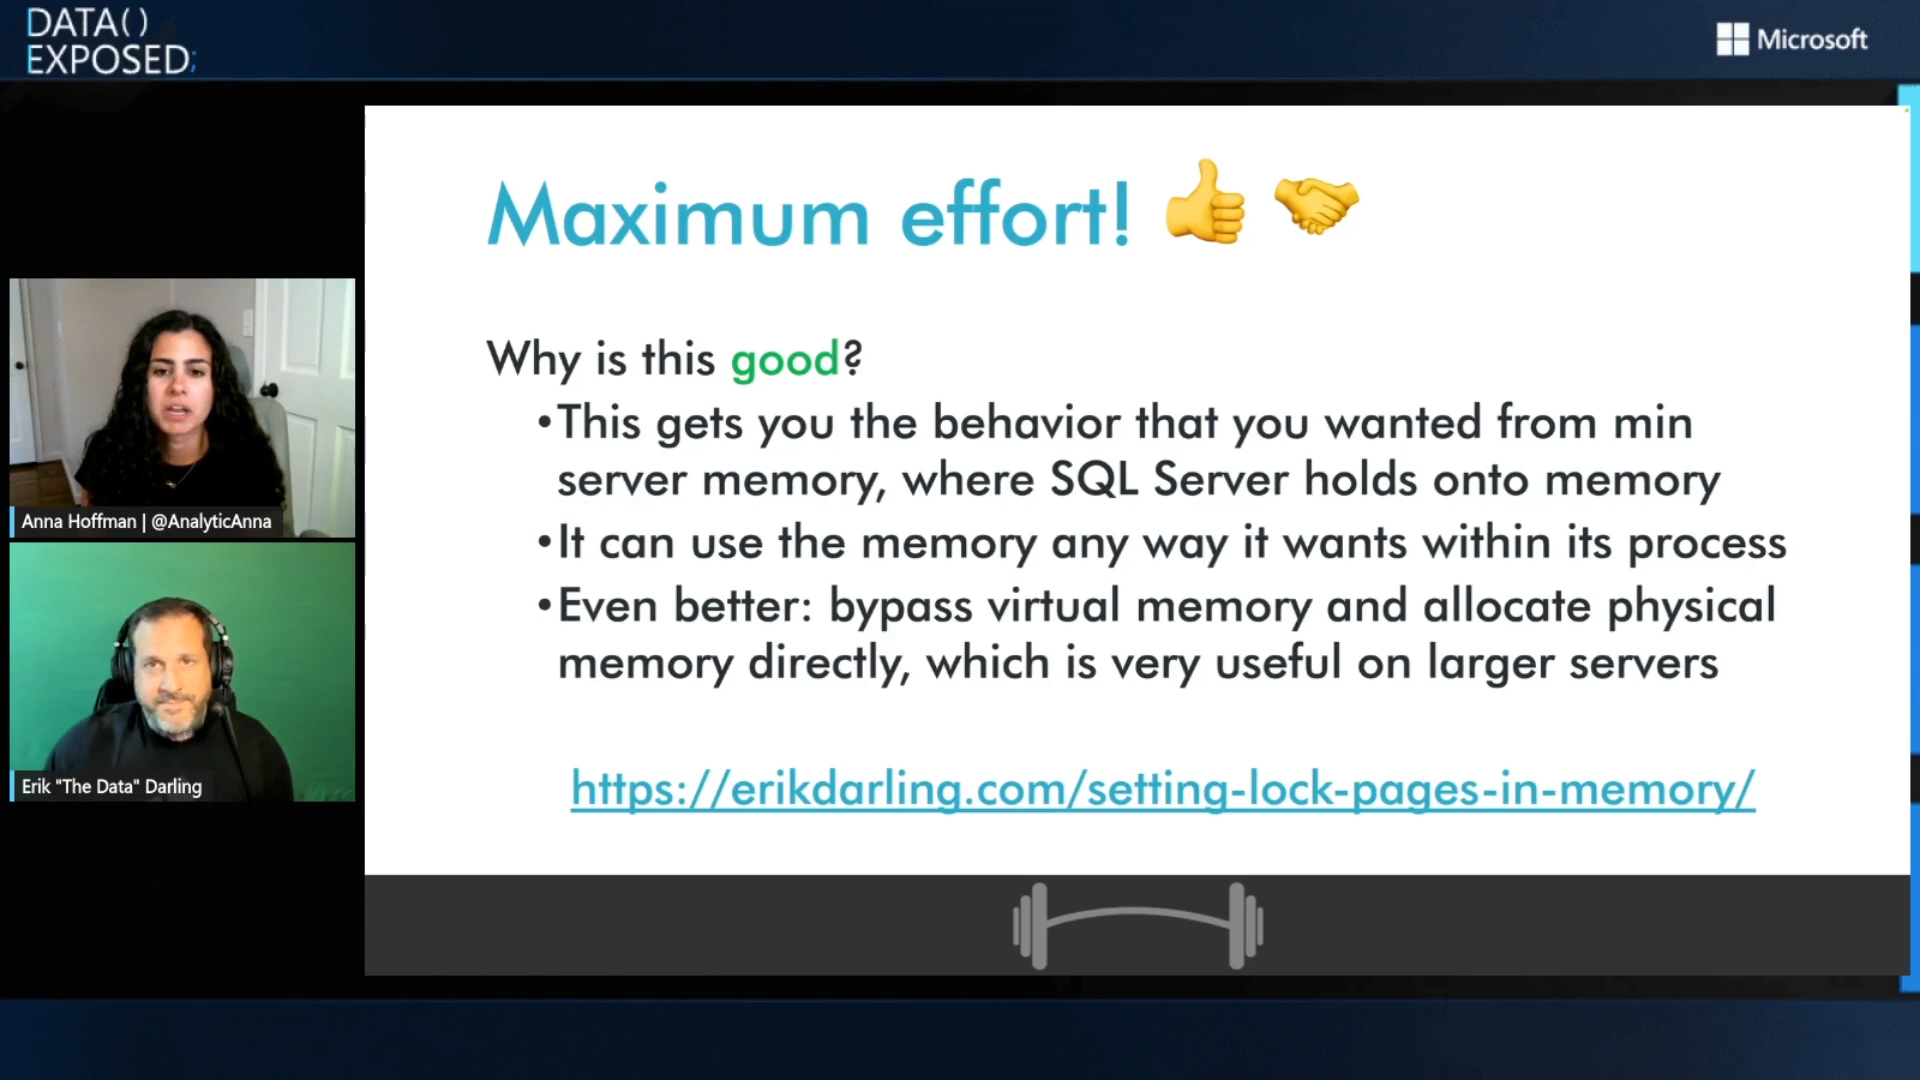 DATA()
EXPOSED;
Microsoft
Maximum effort! 👍 🤝
Why is this good?
•This gets you the behavior that you wanted from min
server memory, where SQL Server holds onto memory
•It can use the memory any way it wants within its process
•Even better: bypass virtual memory and allocate physical
memory directly, which is very useful on larger servers
https://erikdarling.com/setting-lock-pages-in-memory/
Anna Hoffman | @AnalyticAnna
Erik "The Data" Darling